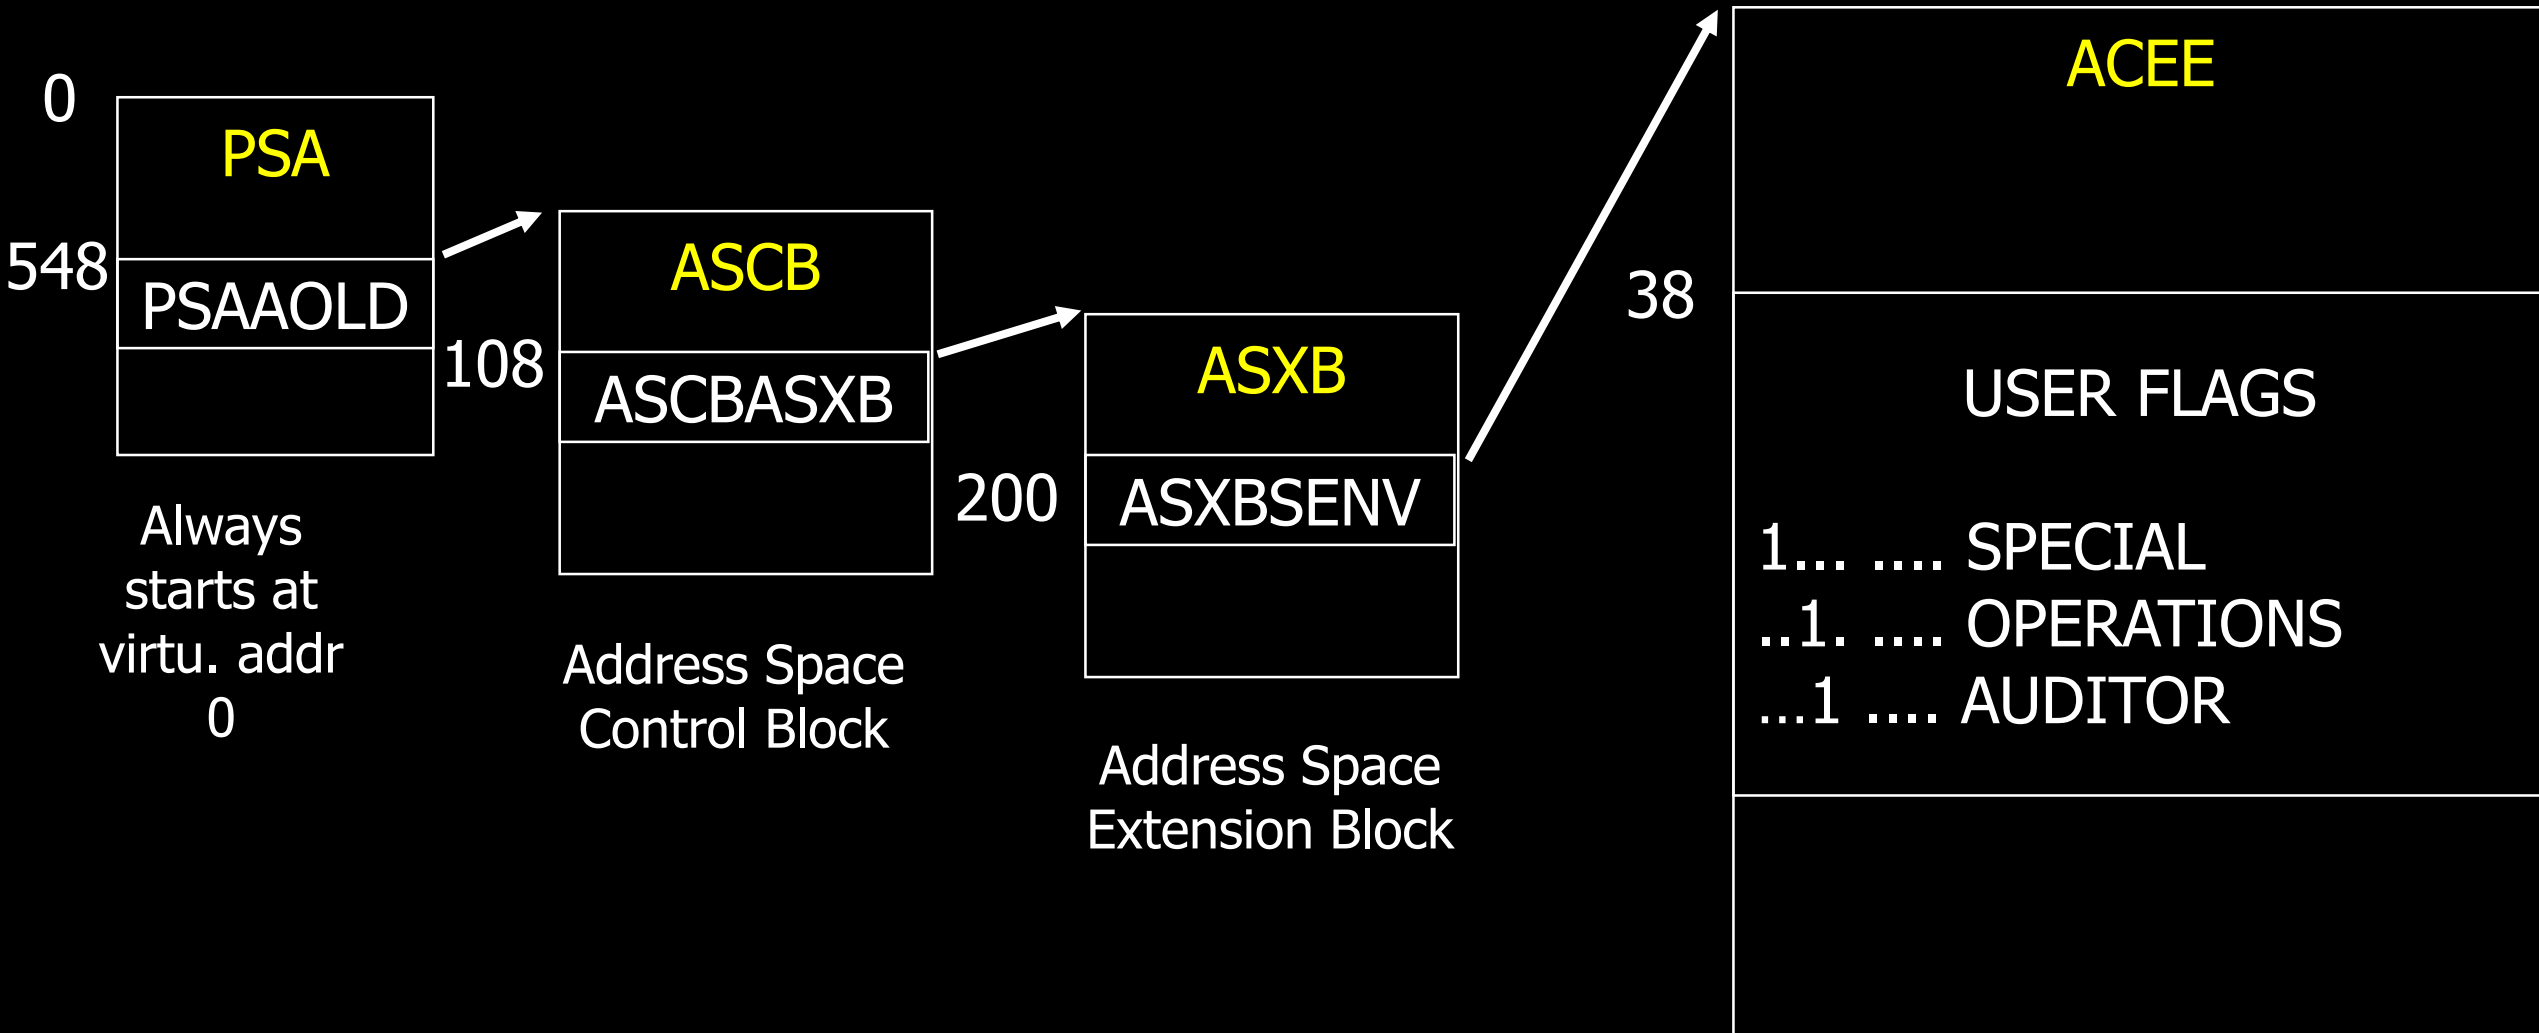 0
PSA
548
PSAAOLD
Always
starts at
virtu. addr
0
ASCB
108
ASCBASXB
Address Space
Control Block
ASXB
200
ASXBSENV
Address Space
Extension Block
ACEE
38
USER FLAGS
1... .... SPECIAL
..1. .... OPERATIONS
...1 .... AUDITOR